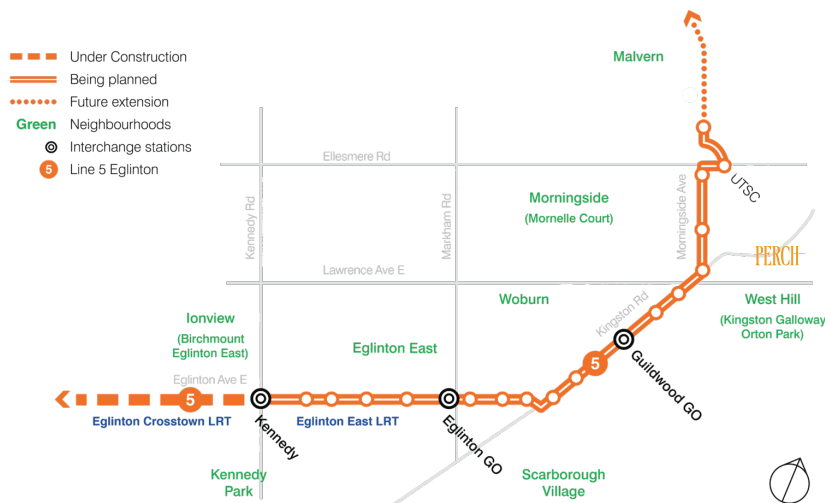 Under Construction
Being planned
Future extension
Green Neighbourhoods
Interchange stations
5 Line 5 Eglinton
Malvern
Ellesmere Rd
UTSC
Kennedy Rd
Markham Rd
Morningside Ave
Morningside
(Mornelle Court)
PERCH
Lawrence Ave E
Woburn
Kingston Rd
West Hill
(Kingston Galloway
Orton Park)
Ionview
(Birchmount
Eglinton East)
Eglinton East
Guildwood GO
5
Eglinton Ave E
5
Eglinton Crosstown LRT
Eglinton East LRT
Kennedy
Eglinton GO
Kennedy
Park
Scarborough
Village